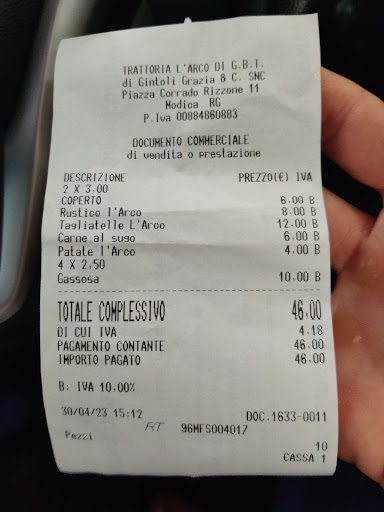 TRATTORIA L'ARCO DI G.B.T.
di Gintoli Grazia & C. SNC
Piazza Corrado Rizzone 11
Modica RG
P.Iva 00884860883
DOCUMENTO COMMERCIALE
di vendita o prestazione
DESCRIZIONE PREZZO(€) IVA
2 X 3,00
COPERTO 6,00 B
Rustico l'Arco 8,00 B
Tagliatelle L'Arco 12,00 B
Carne al sugo 6,00 B
Patate l'Arco 4,00 B
4 X 2,50
Gassosa 10,00 B
TOTALE COMPLESSIVO 46,00
DI CUI IVA 4,18
PAGAMENTO CONTANTE 46,00
IMPORTO PAGATO 46,00
B: IVA 10,00%
30/04/23 15:12 DOC.1633-0011
RT 96MFS004017
Pezzi 10
CASSA 1